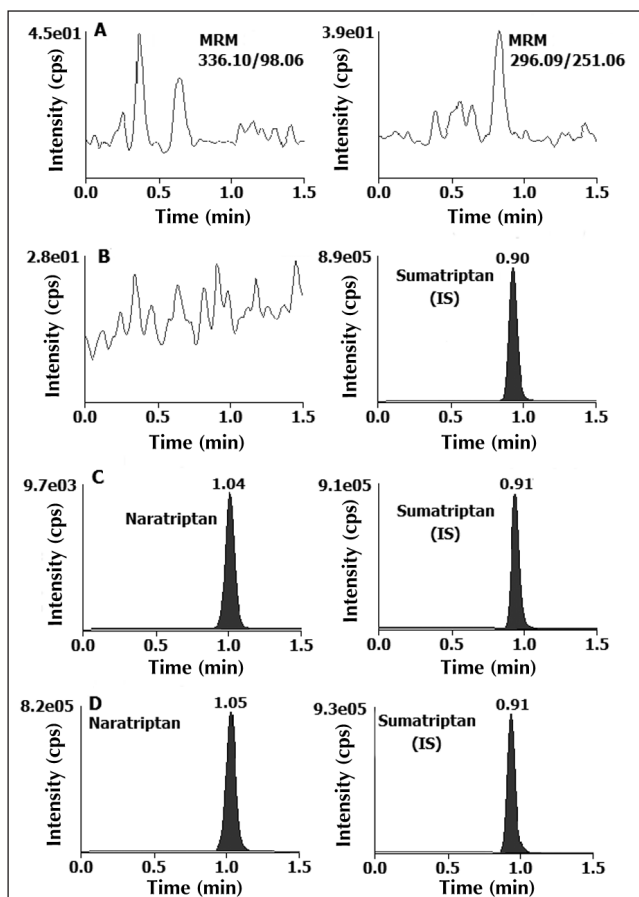 A
4.5e01
MRM
336.10/98.06
Intensity (cps)
0.0 0.5 1.0 1.5
Time (min)
3.9e01
MRM
296.09/251.06
Intensity (cps)
0.0 0.5 1.0 1.5
Time (min)
B
2.8e01
Intensity (cps)
0.0 0.5 1.0 1.5
Time (min)
8.9e05
0.90
Sumatriptan
(IS)
Intensity (cps)
0.5 1.0 1.5
Time (min)
C
9.7e03
1.04
Naratriptan
Intensity (cps)
0.0 0.5 1.0 1.5
Time (min)
9.1e05
0.91
Sumatriptan
(IS)
Intensity (cps)
0.0 0.5 1.0 1.5
Time (min)
D
8.2e05
1.05
Naratriptan
Intensity (cps)
0.0 0.5 1.0 1.5
Time (min)
9.3e05
0.91
Sumatriptan
(IS)
Intensity (cps)
0.0 0.5 1.0 1.5
Time (min)